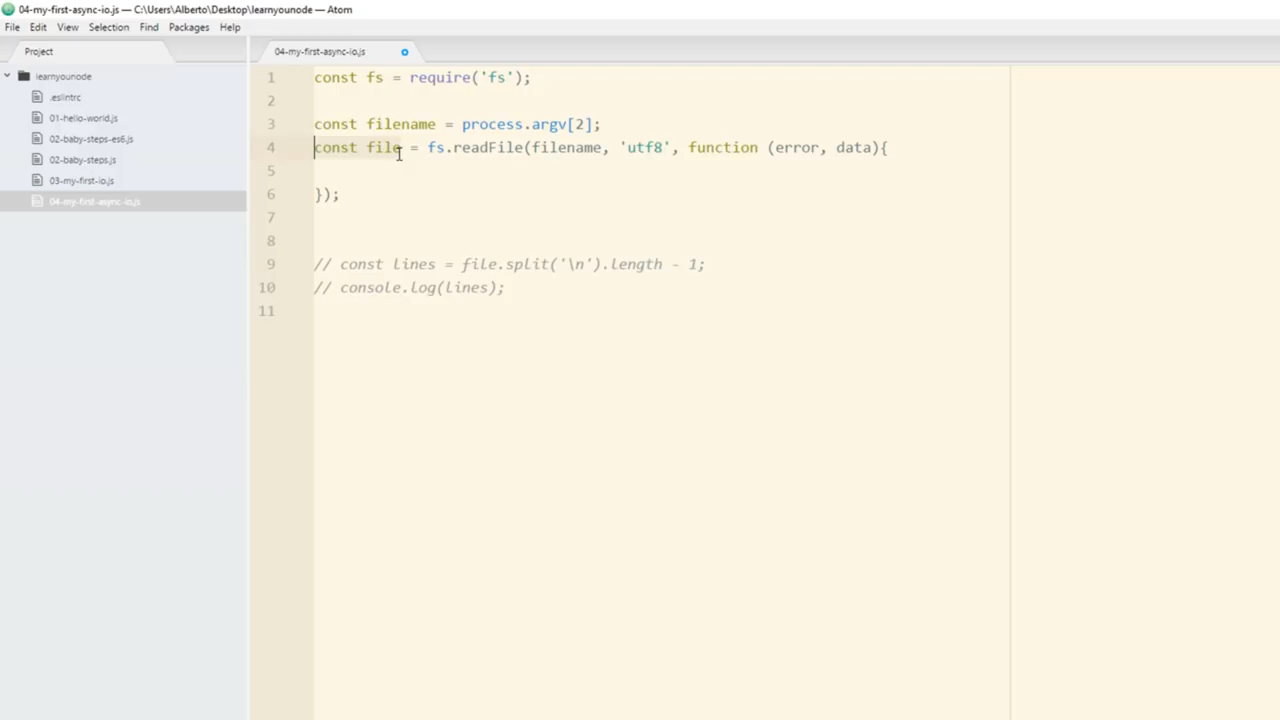 04-my-first-async-io.js — C:\Users\Alberto\Desktop\learnyounode — Atom
File Edit View Selection Find Packages Help
Project
04-my-first-async-io.js
learnyounode
.eslintrc
01-hello-world.js
02-baby-steps-es6.js
02-baby-steps.js
03-my-first-io.js
04-my-first-async-io.js
1 const fs = require('fs');
2
3 const filename = process.argv[2];
4 const file = fs.readFile(filename, 'utf8', function (error, data){
5
6 });
7
8
9 // const lines = file.split('\n').length - 1;
10 // console.log(lines);
11